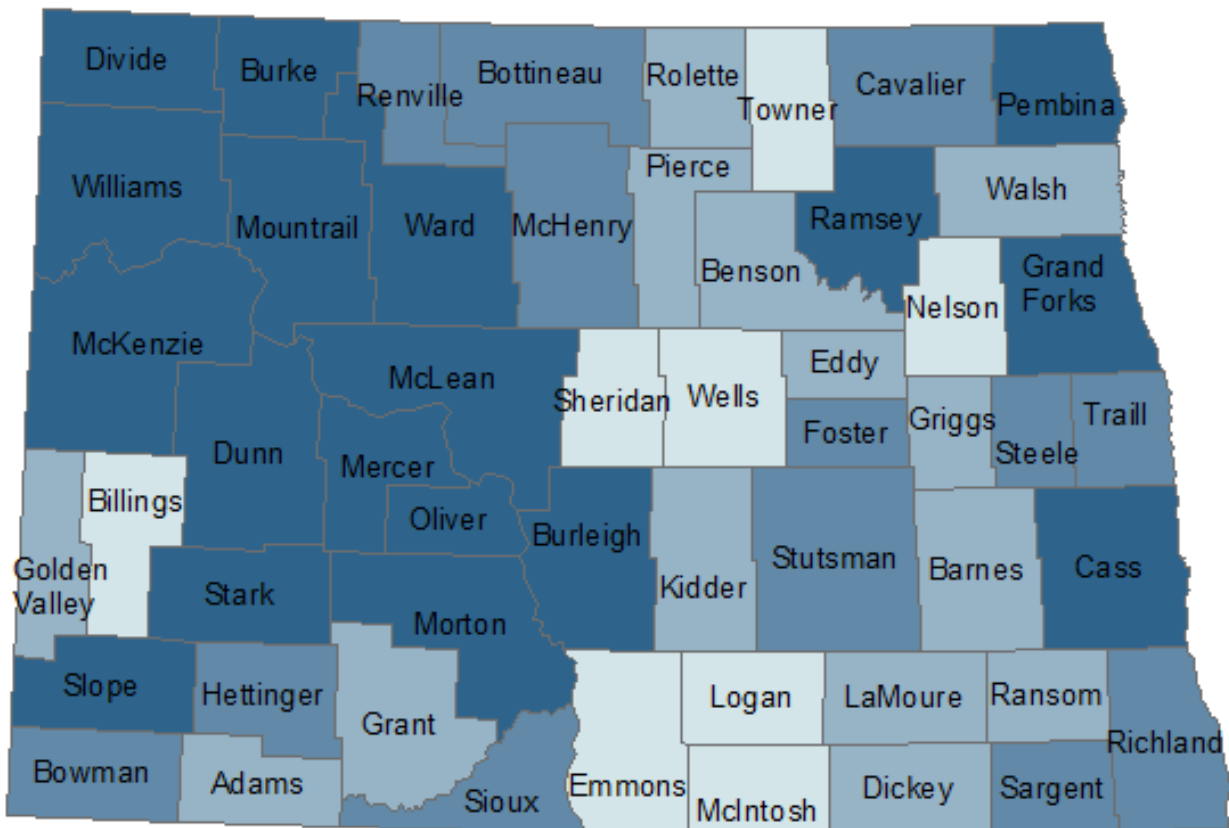 Divide
Burke
Renville
Bottineau
Rolette
Towner
Cavalier
Pembina
Williams
Mountrail
Ward
McHenry
Pierce
Benson
Ramsey
Walsh
Nelson
Grand
Forks
McKenzie
McLean
Sheridan
Wells
Eddy
Foster
Griggs
Steele
Traill
Dunn
Mercer
Oliver
Billings
Golden
Valley
Stark
Morton
Burleigh
Kidder
Stutsman
Barnes
Cass
Slope
Hettinger
Grant
Logan
LaMoure
Ransom
Richland
Bowman
Adams
Sioux
Emmons
McIntosh
Dickey
Sargent